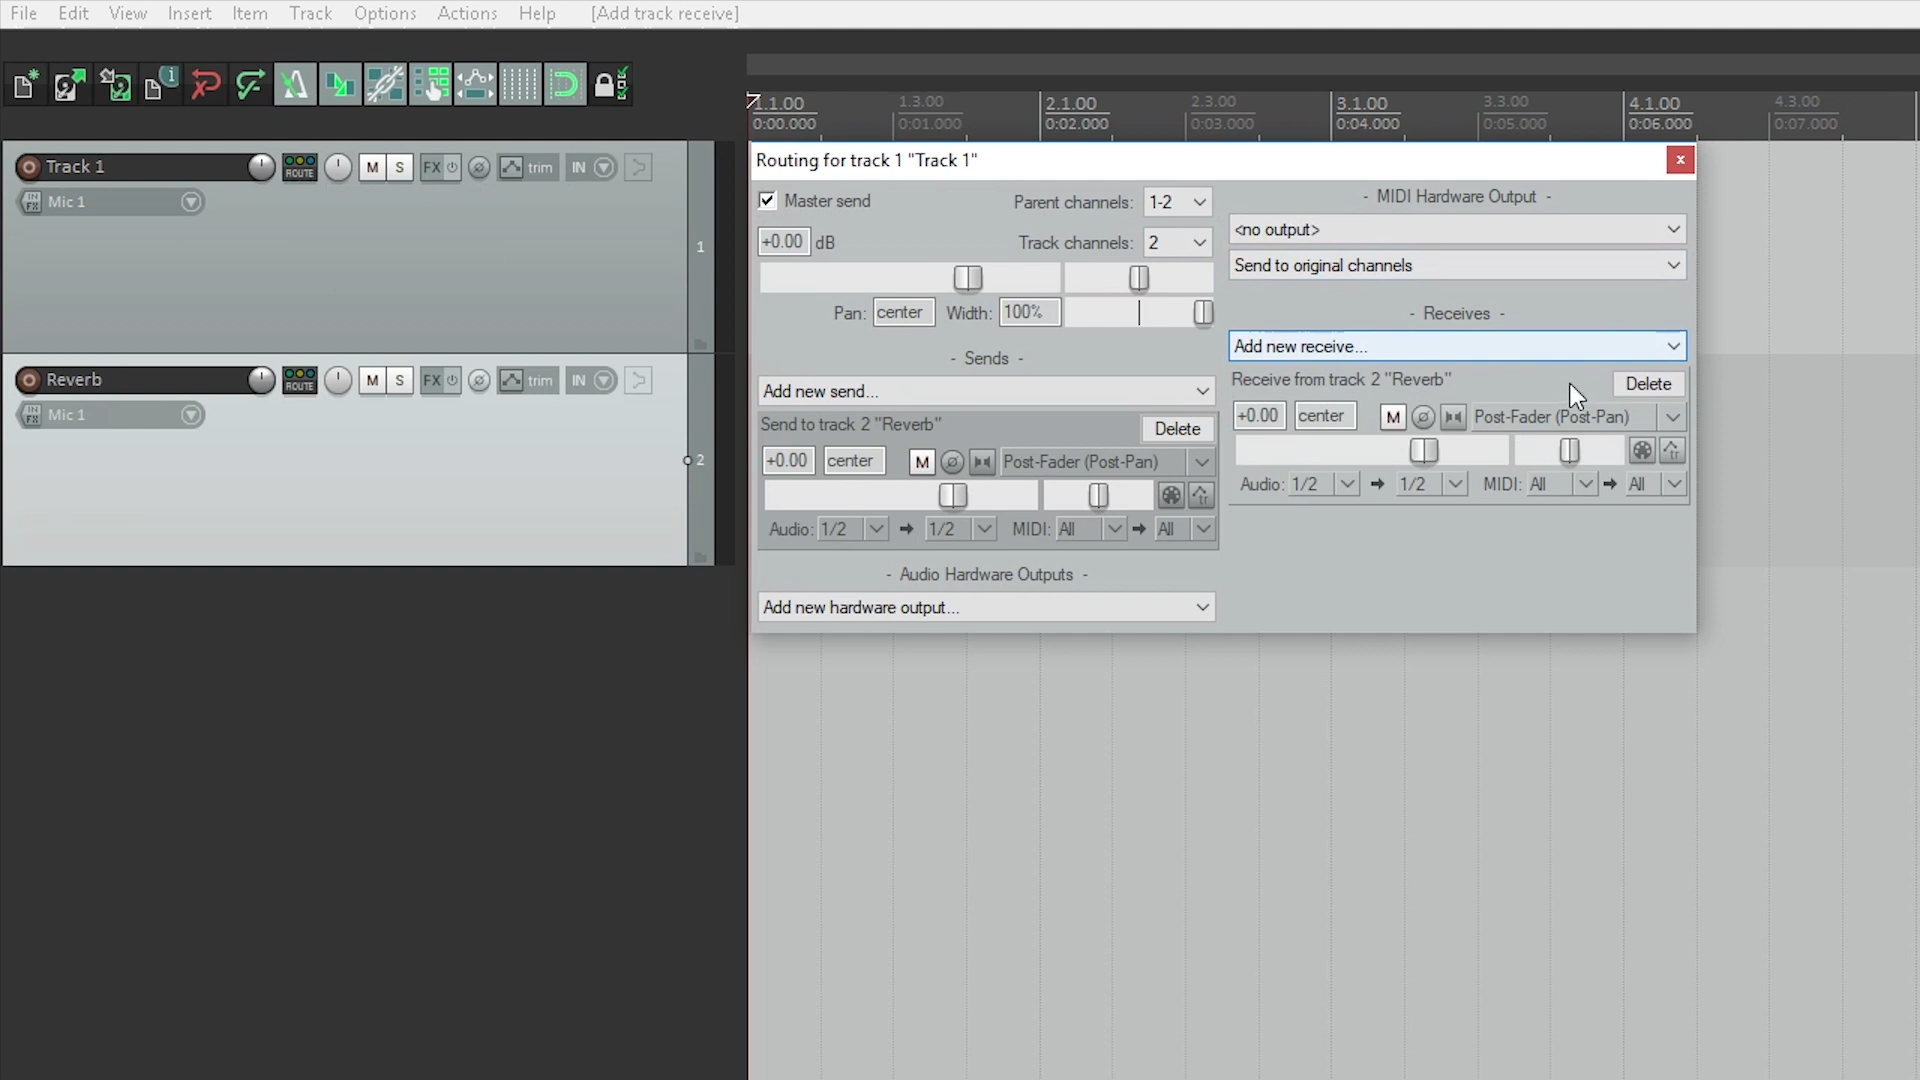 File Edit View Insert Item Track Options Actions Help [Add track receive]
1.1.00 1.3.00 2.1.00 2.3.00 3.1.00 3.3.00 4.1.00 4.3.00
0:00.000 0:01.000 0:02.000 0:03.000 0:04.000 0:05.000 0:06.000 0:07.000
Track 1 ROUTE M S FX trim IN
IN FX Mic 1
1
Reverb ROUTE M S FX trim IN
IN FX Mic 1
2
Routing for track 1 "Track 1" x
Master send Parent channels: 1-2
+0.00 dB Track channels: 2
Pan: center Width: 100%
- Sends -
Add new send...
Send to track 2 "Reverb" Delete
+0.00 center M Post-Fader (Post-Pan)
tr
Audio: 1/2 1/2 MIDI: All All
- Audio Hardware Outputs -
Add new hardware output...
- MIDI Hardware Output -
<no output>
Send to original channels
- Receives -
Add new receive...
Receive from track 2 "Reverb" Delete
+0.00 center M Post-Fader (Post-Pan)
tr
Audio: 1/2 1/2 MIDI: All All